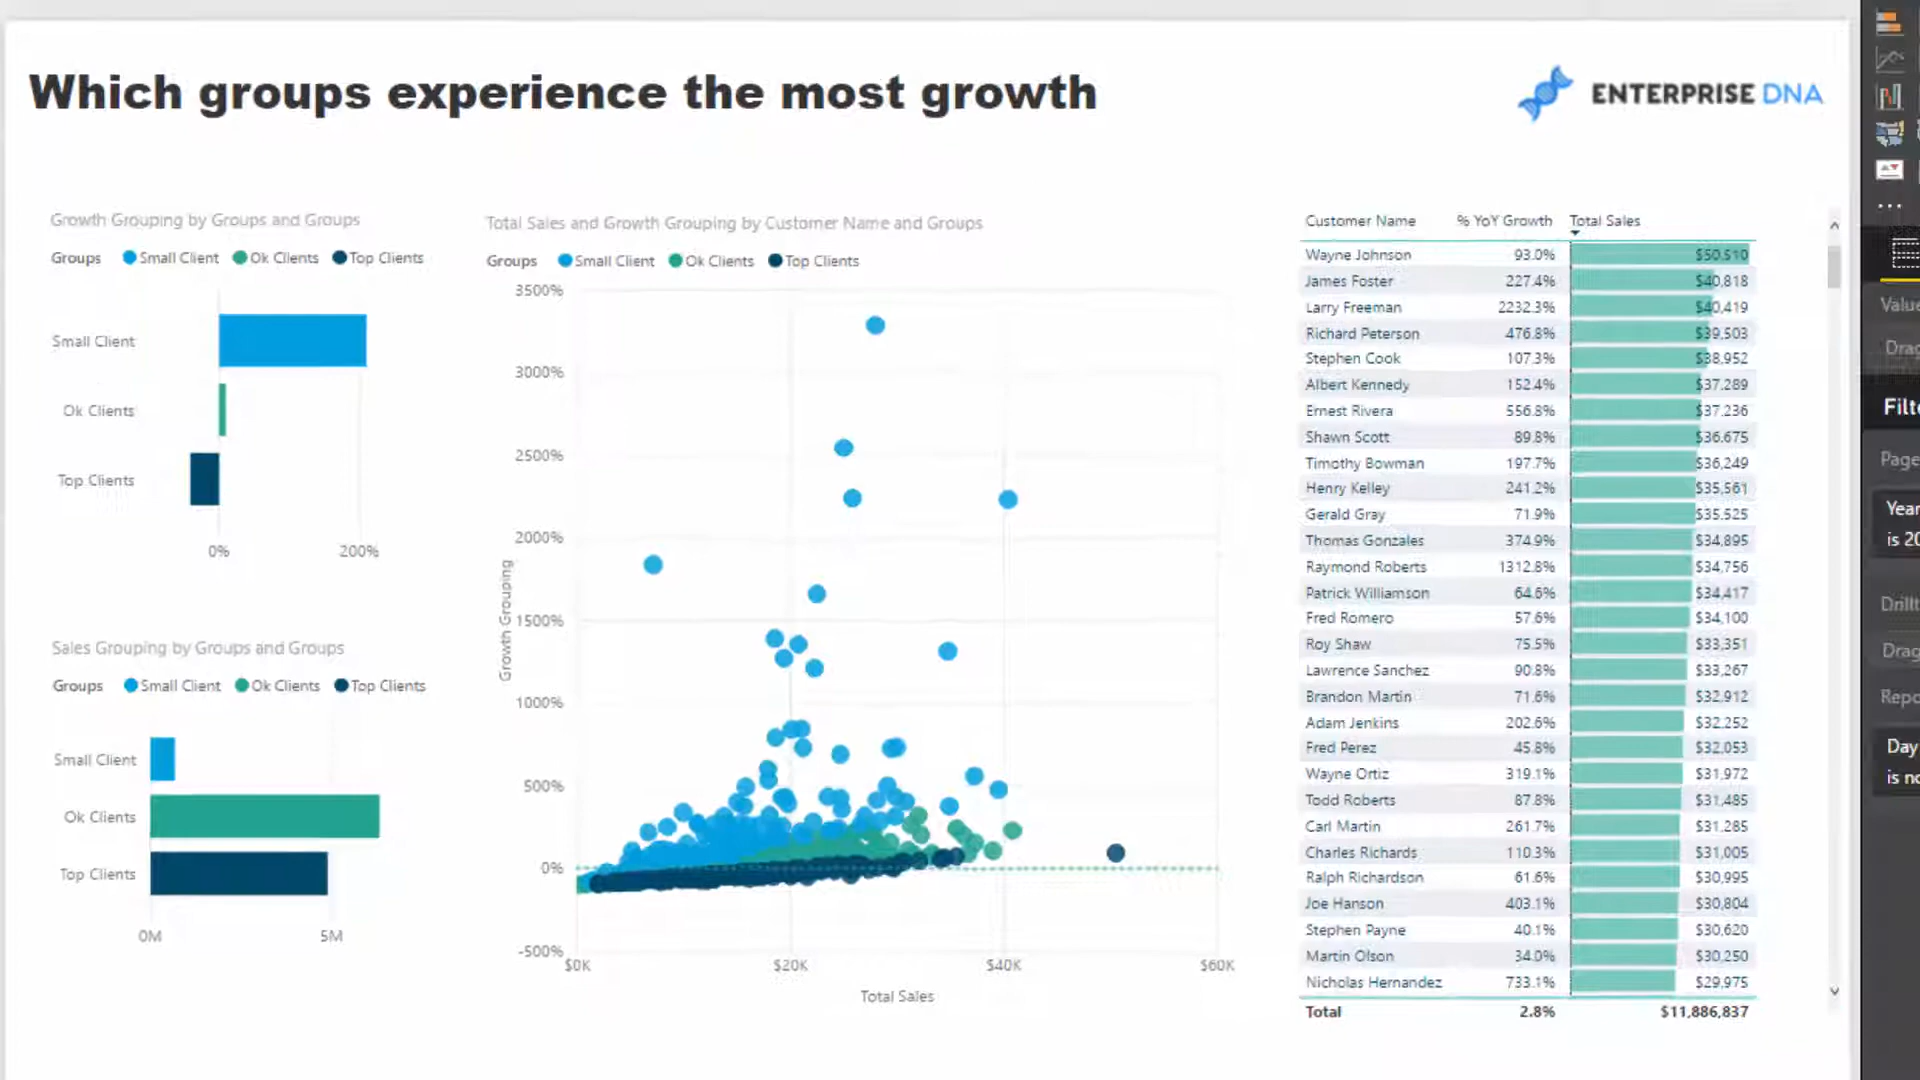 Which groups experience the most growth
ENTERPRISE DNA
Growth Grouping by Groups and Groups
Groups Small Client Ok Clients Top Clients
Small Client
Ok Clients
Top Clients
0% 200%
Sales Grouping by Groups and Groups
Groups Small Client Ok Clients Top Clients
Small Client
Ok Clients
Top Clients
0M 5M
Total Sales and Growth Grouping by Customer Name and Groups
Groups Small Client Ok Clients Top Clients
Growth Grouping
3500%
3000%
2500%
2000%
1500%
1000%
500%
0%
-500%
$0K $20K $40K $60K
Total Sales
Customer Name % YoY Growth Total Sales
Wayne Johnson 93.0% $50,510
James Foster 227.4% $40,818
Larry Freeman 2232.3% $40,419
Richard Peterson 476.8% $39,503
Stephen Cook 107.3% $38,952
Albert Kennedy 152.4% $37,289
Ernest Rivera 556.8% $37,236
Shawn Scott 89.8% $36,675
Timothy Bowman 197.7% $36,249
Henry Kelley 241.2% $35,561
Gerald Gray 71.9% $35,525
Thomas Gonzales 374.9% $34,895
Raymond Roberts 1312.8% $34,756
Patrick Williamson 64.6% $34,417
Fred Romero 57.6% $34,100
Roy Shaw 75.5% $33,351
Lawrence Sanchez 90.8% $33,267
Brandon Martin 71.6% $32,912
Adam Jenkins 202.6% $32,252
Fred Perez 45.8% $32,053
Wayne Ortiz 319.1% $31,972
Todd Roberts 87.8% $31,485
Carl Martin 261.7% $31,285
Charles Richards 110.3% $31,005
Ralph Richardson 61.6% $30,995
Joe Hanson 403.1% $30,804
Stephen Payne 40.1% $30,620
Martin Olson 34.0% $30,250
Nicholas Hernandez 733.1% $29,975
Total 2.8% $11,886,837
Value
Drag
Filte
Page
Year
is 20
Drillt
Drag
Repo
Day
is no